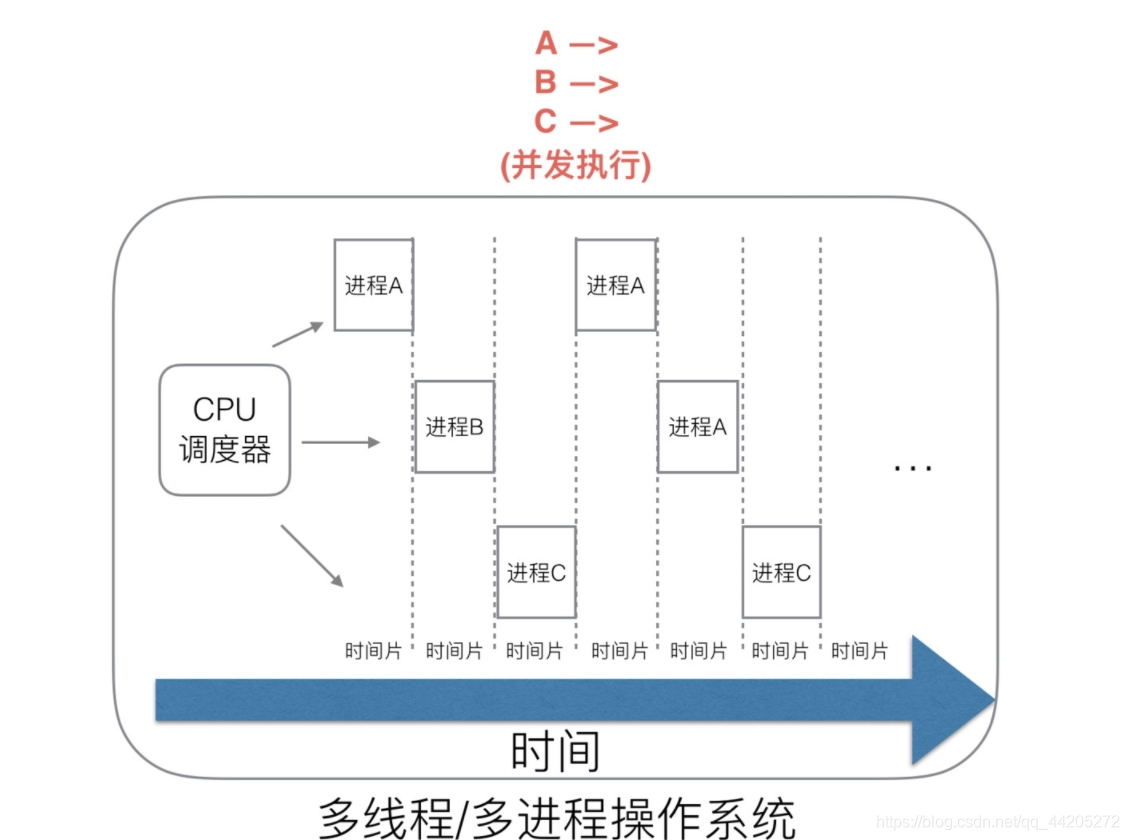 A —>
B —>
C —>
(并发执行)
进程A
进程A
CPU
调度器
进程B
进程A
...
进程C
进程C
时间片 时间片 时间片 时间片 时间片 时间片 时间片
时间
多线程/多进程操作系统
https://blog.csdn.net/qq_44205272